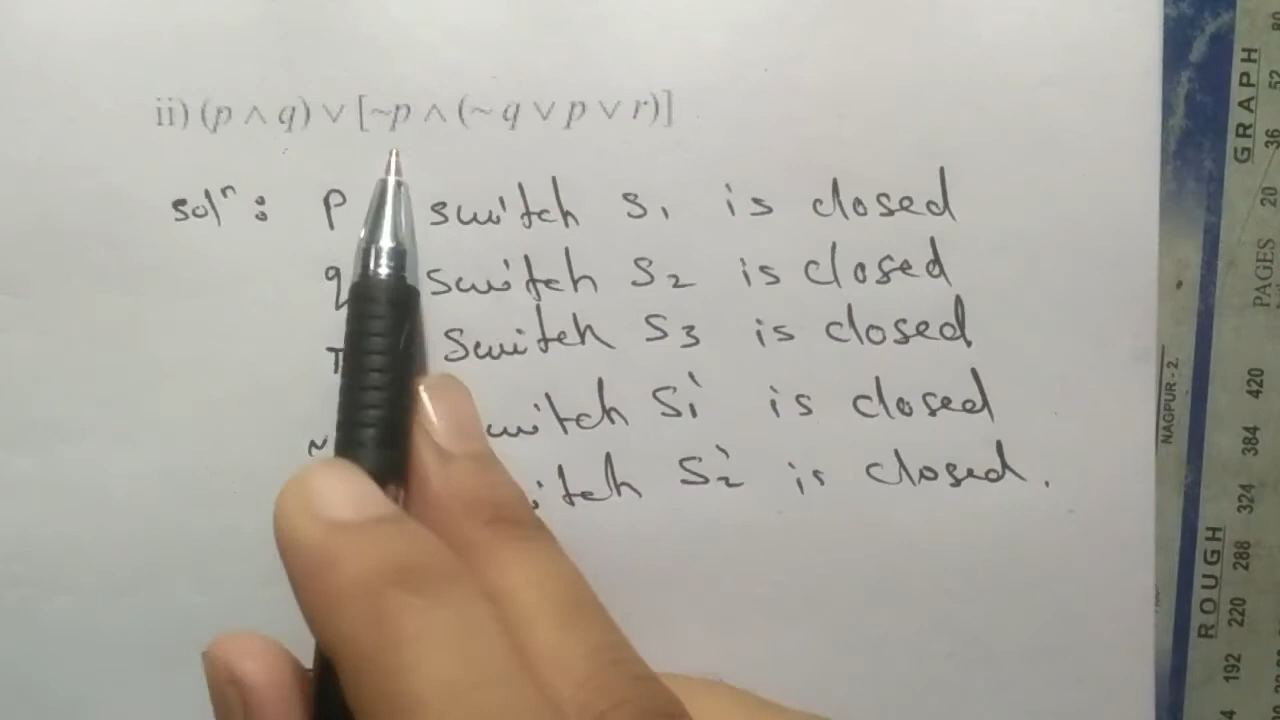 ii) (p ∧ q) ∨ [~p ∧ (~ q ∨ p ∨ r)]
solⁿ : p switch S₁ is closed
q switch S₂ is closed
switch S₃ is closed
S₁' is closed
~
S₂' is closed.
GRAPH
36 52 80
PAGES 20
NAGPUR - 2.
ROUGH
192 220 288 324 384 420